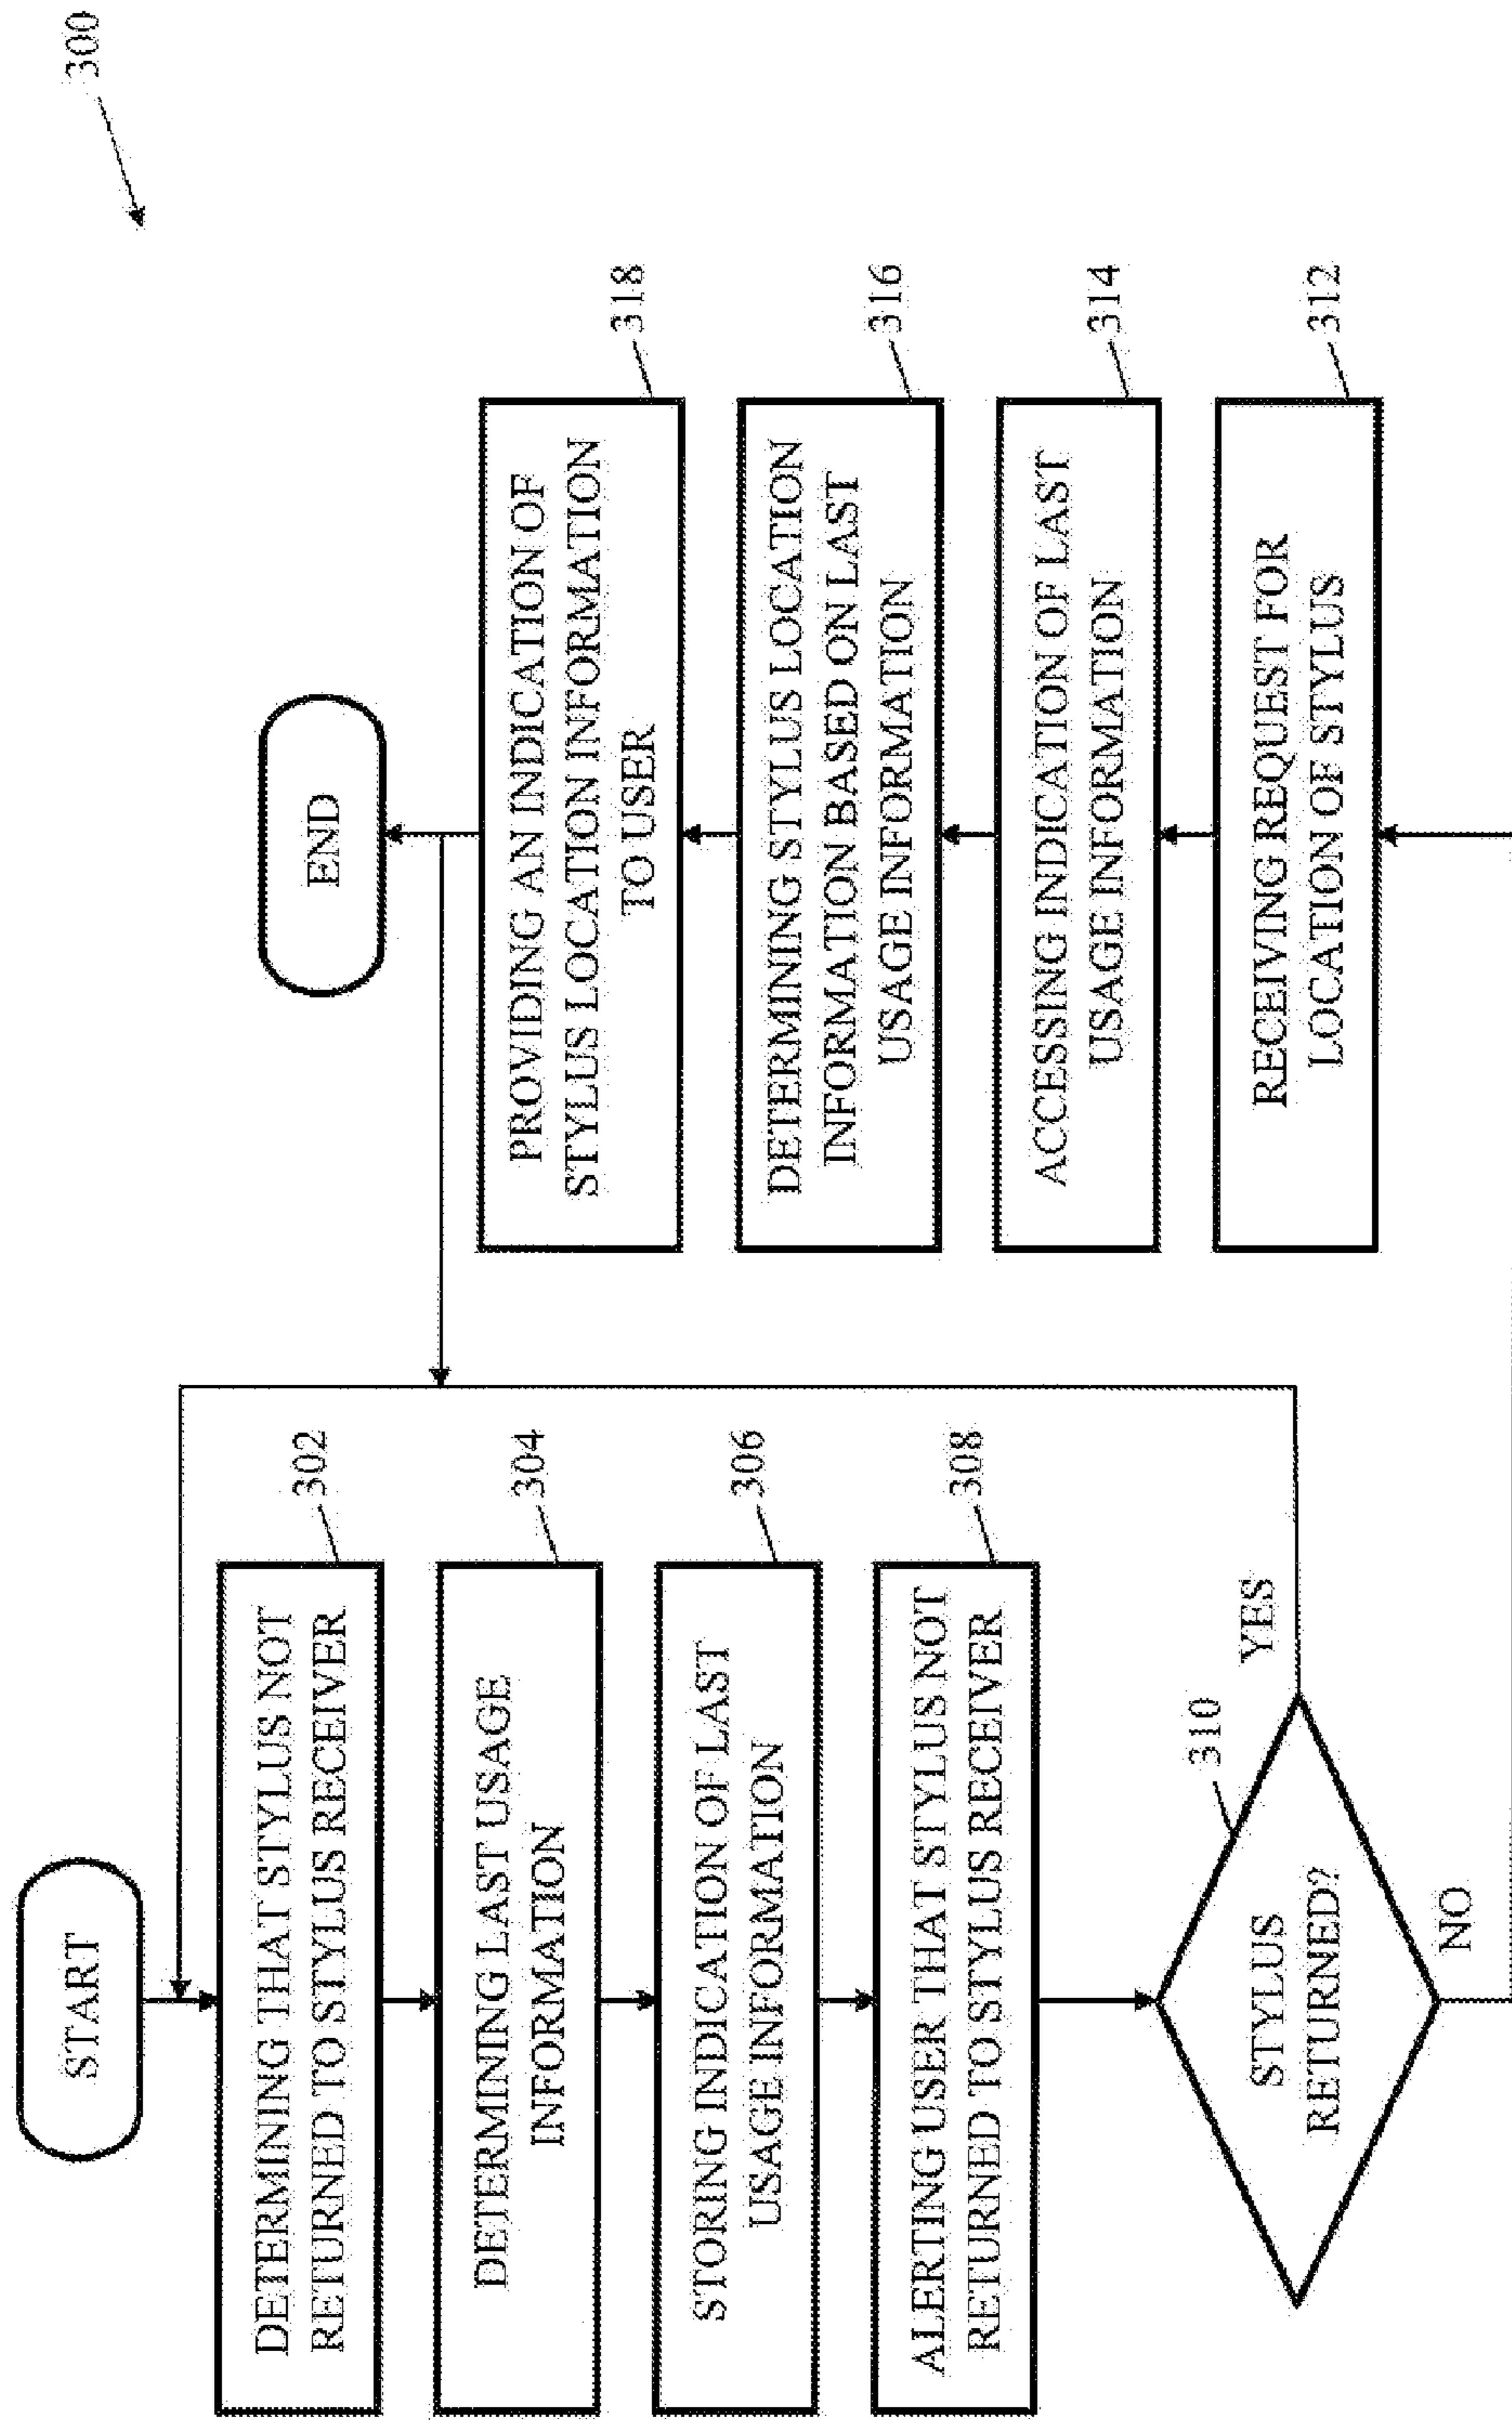 300
START
DETERMINING THAT STYLUS NOT
RETURNED TO STYLUS RECEIVER
302
DETERMINING LAST USAGE
INFORMATION
304
STORING INDICATION OF LAST
USAGE INFORMATION
306
ALERTING USER THAT STYLUS NOT
RETURNED TO STYLUS RECEIVER
308
STYLUS
RETURNED?
310
YES
NO
END
PROVIDING AN INDICATION OF
STYLUS LOCATION INFORMATION
TO USER
318
DETERMINING STYLUS LOCATION
INFORMATION BASED ON LAST
USAGE INFORMATION
316
ACCESSING INDICATION OF LAST
USAGE INFORMATION
314
RECEIVING REQUEST FOR
LOCATION OF STYLUS
312